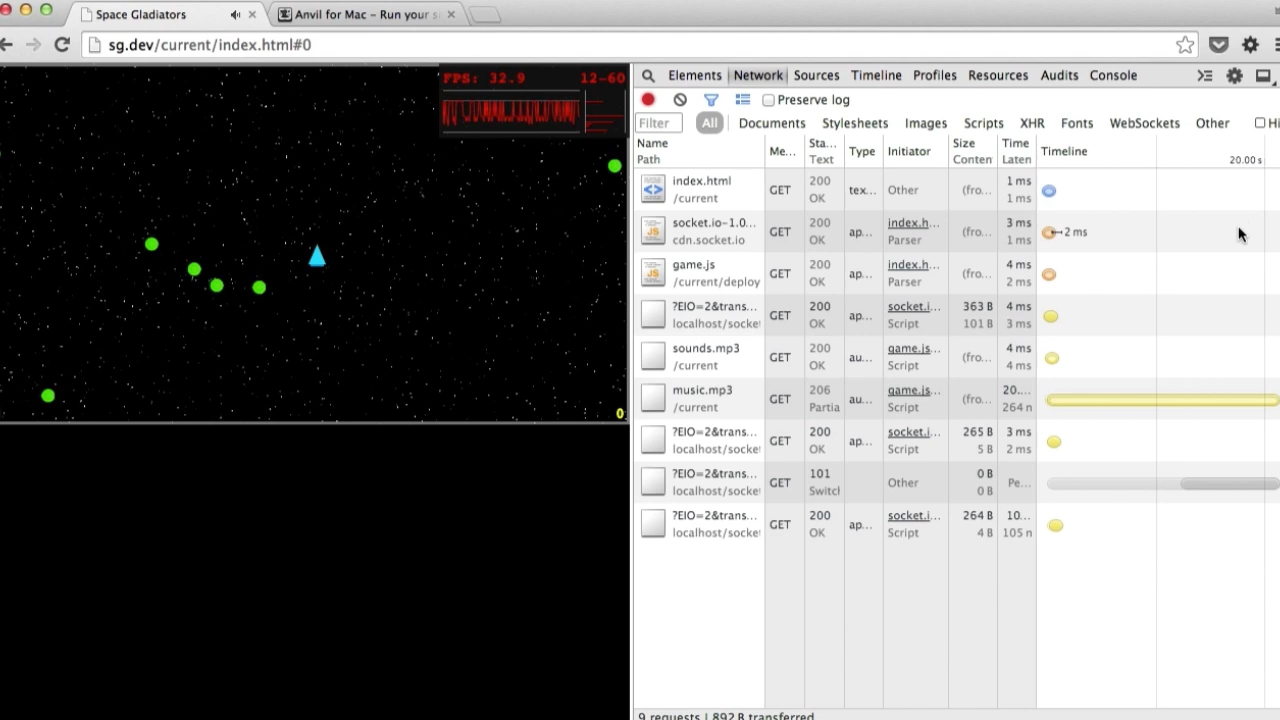 Space Gladiators
Anvil for Mac – Run your s
sg.dev/current/index.html#0
FPS: 32.9 12-60
0
Elements Network Sources Timeline Profiles Resources Audits Console
Preserve log
Filter All Documents Stylesheets Images Scripts XHR Fonts WebSockets Other Hi
Name Me... Sta... Type Initiator Size Time Timeline
Path Text Conten Laten 20.00 s
index.html GET 200 tex... Other (fro... 1 ms
/current OK 1 ms
socket.io-1.0... GET 200 ap... index.h... (fro... 3 ms 2 ms
cdn.socket.io OK Parser 1 ms
game.js GET 200 ap... index.h... (fro... 4 ms
/current/deploy OK Parser 2 ms
?EIO=2&trans... GET 200 ap... socket.i... 363 B 4 ms
localhost/socket OK Script 101 B 3 ms
sounds.mp3 GET 200 au... game.js... (fro... 4 ms
/current OK Script 4 ms
music.mp3 GET 206 au... game.js... (fro... 20....
/current Partia Script 264 n
?EIO=2&trans... GET 200 ap... socket.i... 265 B 3 ms
localhost/socket OK Script 5 B 2 ms
?EIO=2&trans... GET 101 Other 0 B Pe...
localhost/socket Switcl 0 B
?EIO=2&trans... GET 200 ap... socket.i... 264 B 10...
localhost/socket OK Script 4 B 105 n
9 requests | 892 B transferred